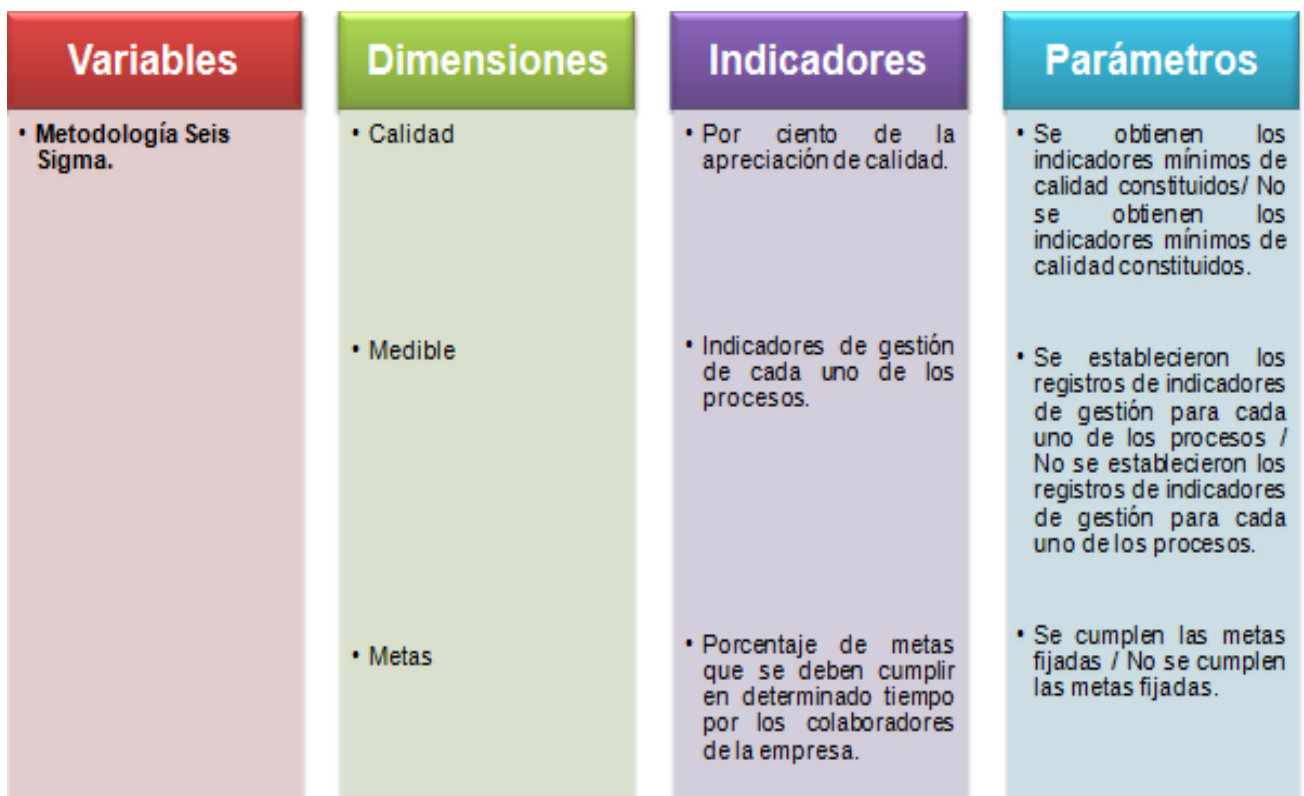 Variables
• Metodología Seis
Sigma.
Dimensiones
• Calidad
• Medible
• Metas
Indicadores
• Por ciento de la
apreciación de calidad.
• Indicadores de gestión
de cada uno de los
procesos.
• Porcentaje de metas
que se deben cumplir
en determinado tiempo
por los colaboradores
de la empresa.
Parámetros
• Se obtienen los
indicadores mínimos de
calidad constituidos/ No
se obtienen los
indicadores mínimos de
calidad constituidos.
• Se establecieron los
registros de indicadores
de gestión para cada
uno de los procesos /
No se establecieron los
registros de indicadores
de gestión para cada
uno de los procesos.
• Se cumplen las metas
fijadas / No se cumplen
las metas fijadas.